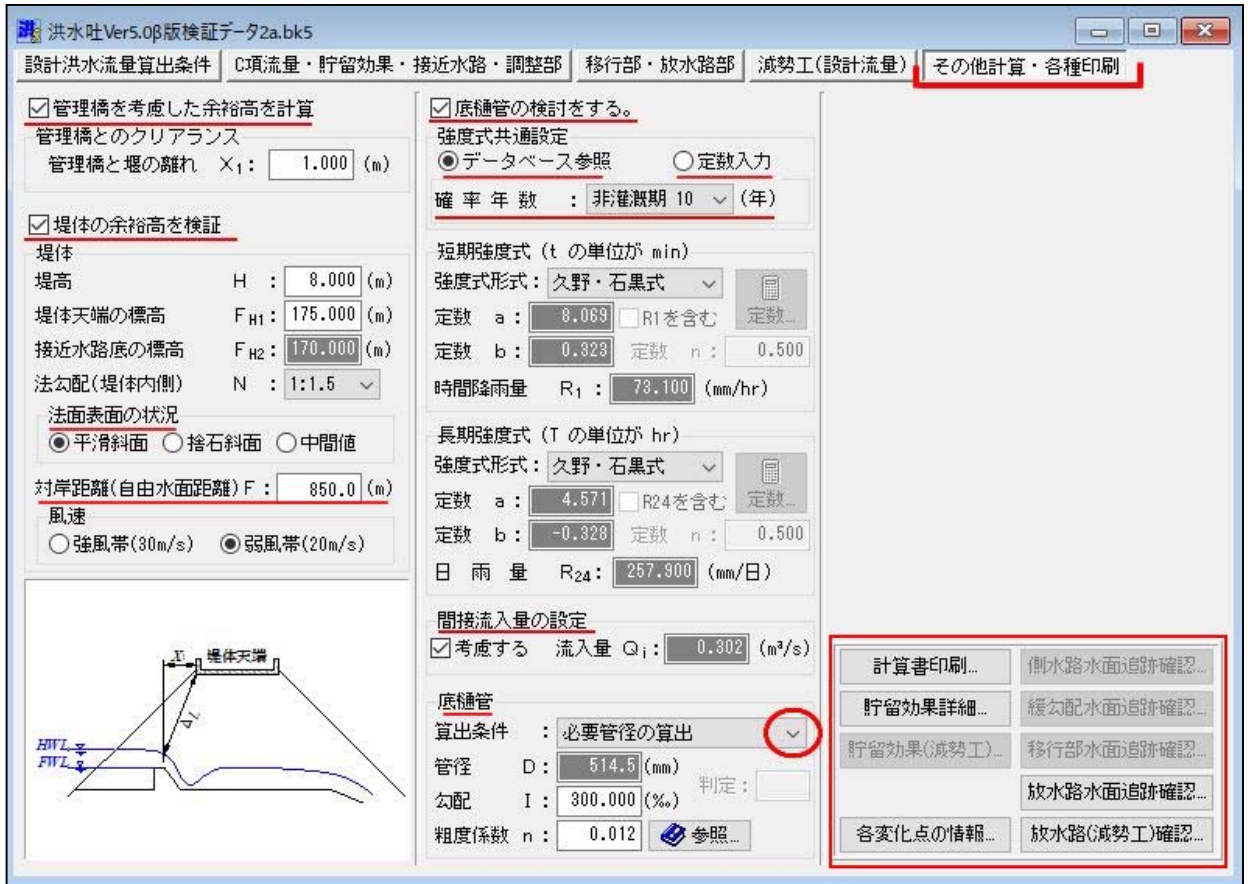 洪水吐Ver5.0β版検証データ2a.bk5
設計洪水流量算出条件 C項流量・貯留効果・接近水路・調整部 移行部・放水路部 減勢工(設計流量) その他計算・各種印刷
管理橋を考慮した余裕高を計算
管理橋とのクリアランス
管理橋と堰の離れ X1: 1.000 (m)
堤体の余裕高を検証
堤体
堤高 H : 8.000 (m)
堤体天端の標高 FH1: 175.000 (m)
接近水路底の標高 FH2: 170.000 (m)
法勾配(堤体内側) N : 1:1.5
法面表面の状況
平滑斜面 捨石斜面 中間値
対岸距離(自由水面距離) F : 850.0 (m)
風速
強風帯(30m/s) 弱風帯(20m/s)
X1 堤体天端
ΔL
HWL
FWL
底樋管の検討をする。
強度式共通設定
データベース参照 定数入力
確率年数 : 非灌漑期 10 (年)
短期強度式 (t の単位が min)
強度式形式: 久野・石黒式
定数 a : 8.069 R1を含む 定数...
定数 b : 0.323 定数 n : 0.500
時間降雨量 R1 : 73.100 (mm/hr)
長期強度式 (T の単位が hr)
強度式形式: 久野・石黒式
定数 a : 4.571 R24を含む 定数...
定数 b : -0.328 定数 n : 0.500
日雨量 R24: 257.900 (mm/日)
間接流入量の設定
考慮する 流入量 Qi: 0.302 (m³/s)
底樋管
算出条件 : 必要管径の算出
管径 D : 514.5 (mm) 判定 :
勾配 I : 300.000 (‰)
粗度係数 n : 0.012 参照...
計算書印刷... 側水路水面追跡確認...
貯留効果詳細... 緩勾配水面追跡確認...
貯留効果(減勢工)... 移行部水面追跡確認...
放水路水面追跡確認...
各変化点の情報... 放水路(減勢工)確認...